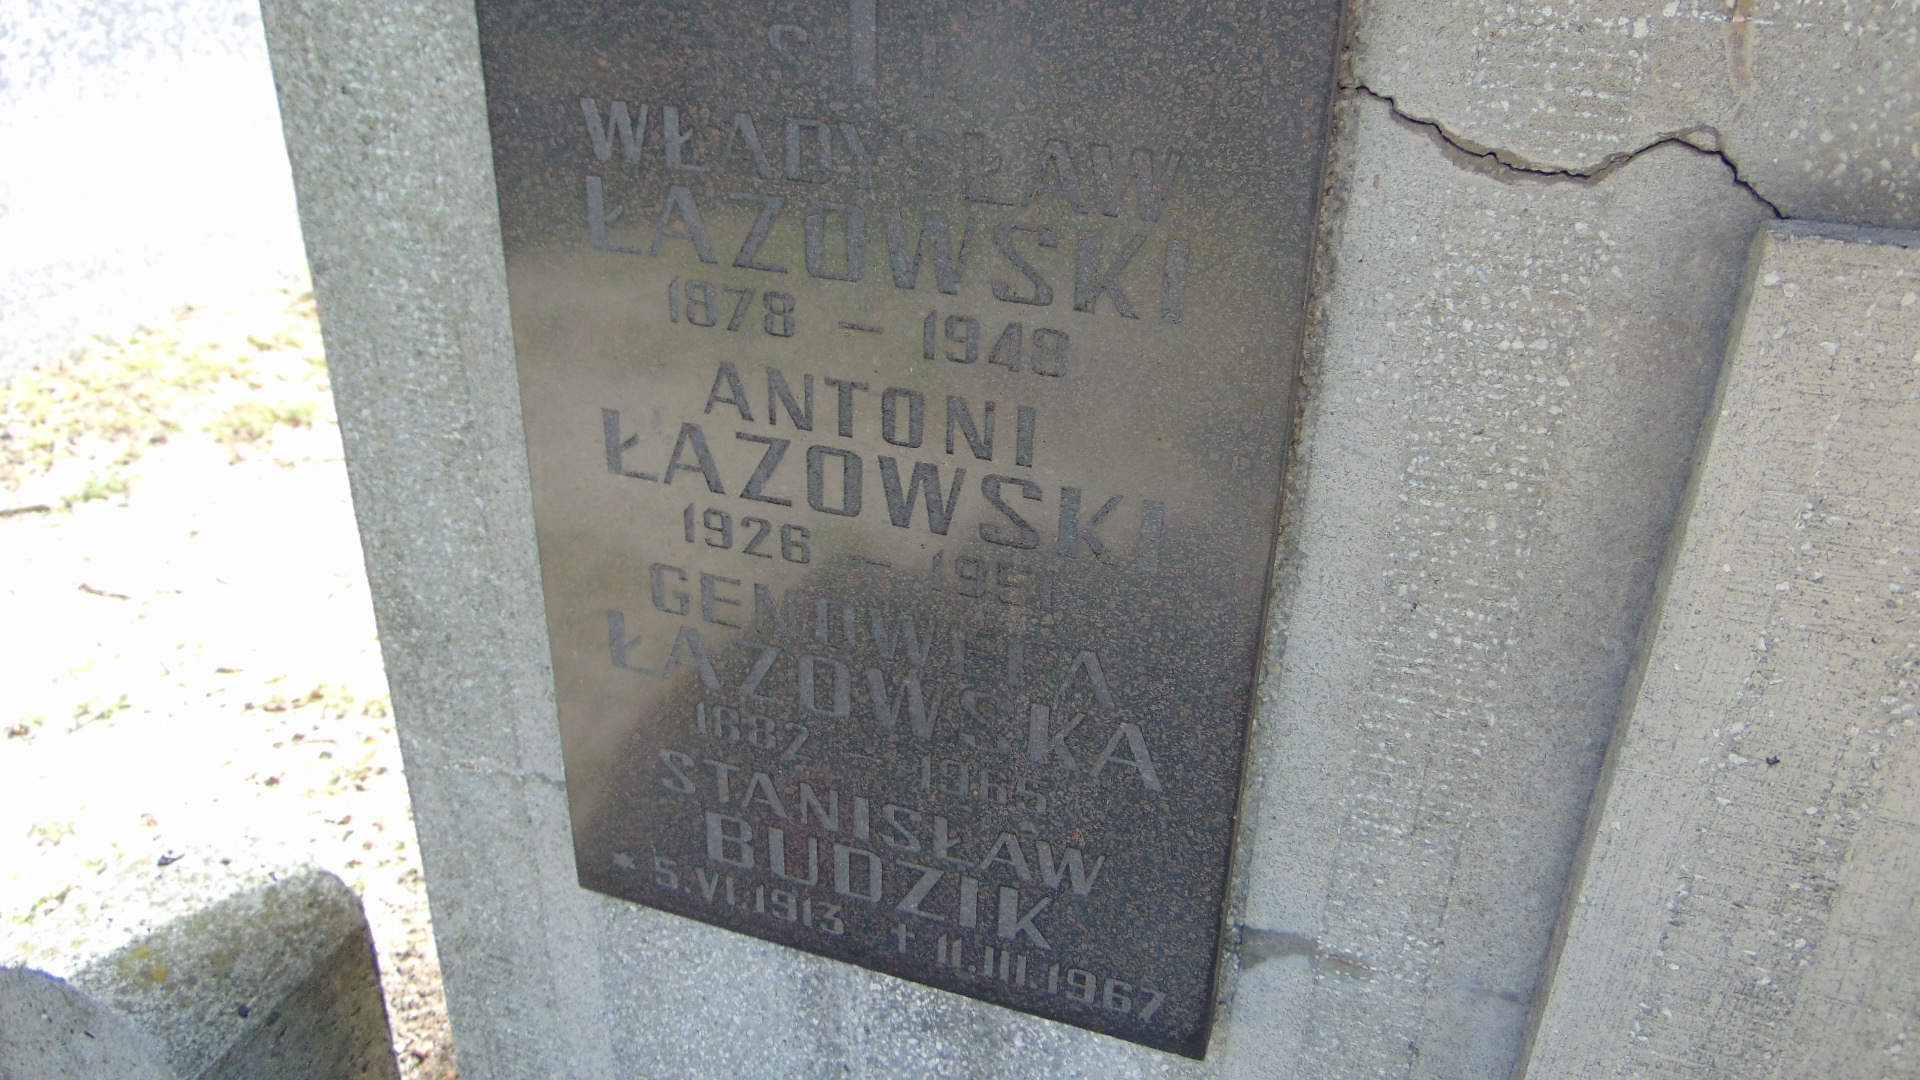 Ś P
WŁADYSŁAW
ŁAZOWSKI
1878 – 1948
ANTONI
ŁAZOWSKI
1926 – 1951
GENOWEFA
ŁAZOWSKA
1882 – 1965
STANISŁAW
BUDZIK
* 5.VI.1913 † 11.III.1967